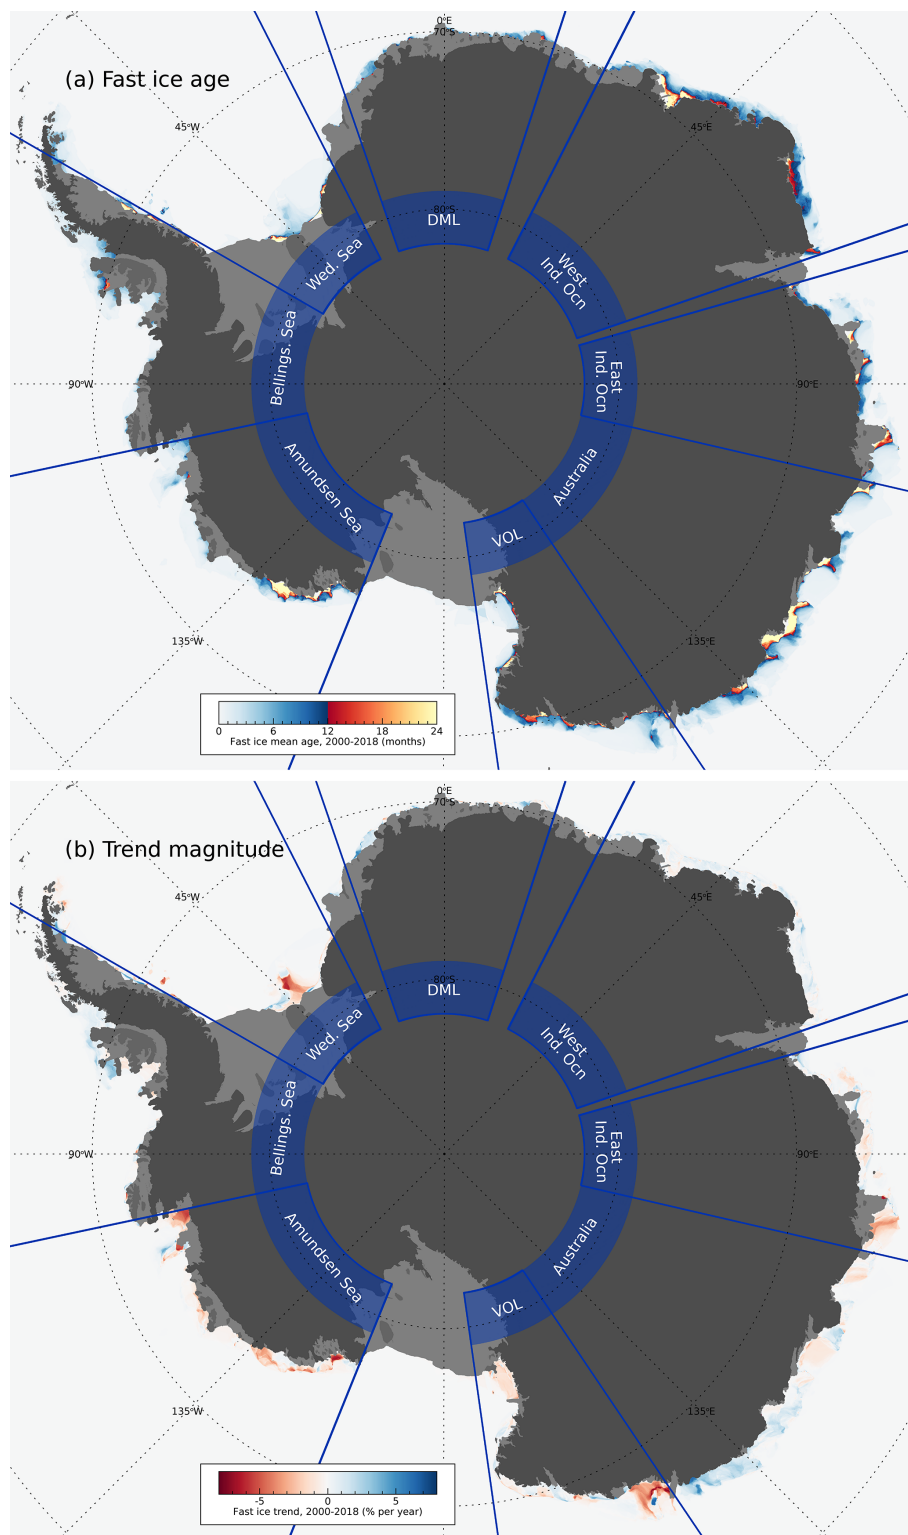 0°E
70°S
(a) Fast ice age
45°W
45°E
80°S
DML
Wed. Sea
West
Ind. Ocn
Bellings. Sea
East
Ind. Ocn
90°W
90°E
Amundsen Sea
Australia
VOL
135°W
135°E
0 6 12 18 24
Fast ice mean age, 2000-2018 (months)
0°E
70°S
(b) Trend magnitude
45°W
45°E
80°S
DML
Wed. Sea
West
Ind. Ocn
Bellings. Sea
East
Ind. Ocn
90°W
90°E
Amundsen Sea
Australia
VOL
135°W
135°E
-5 0 5
Fast ice trend, 2000-2018 (% per year)